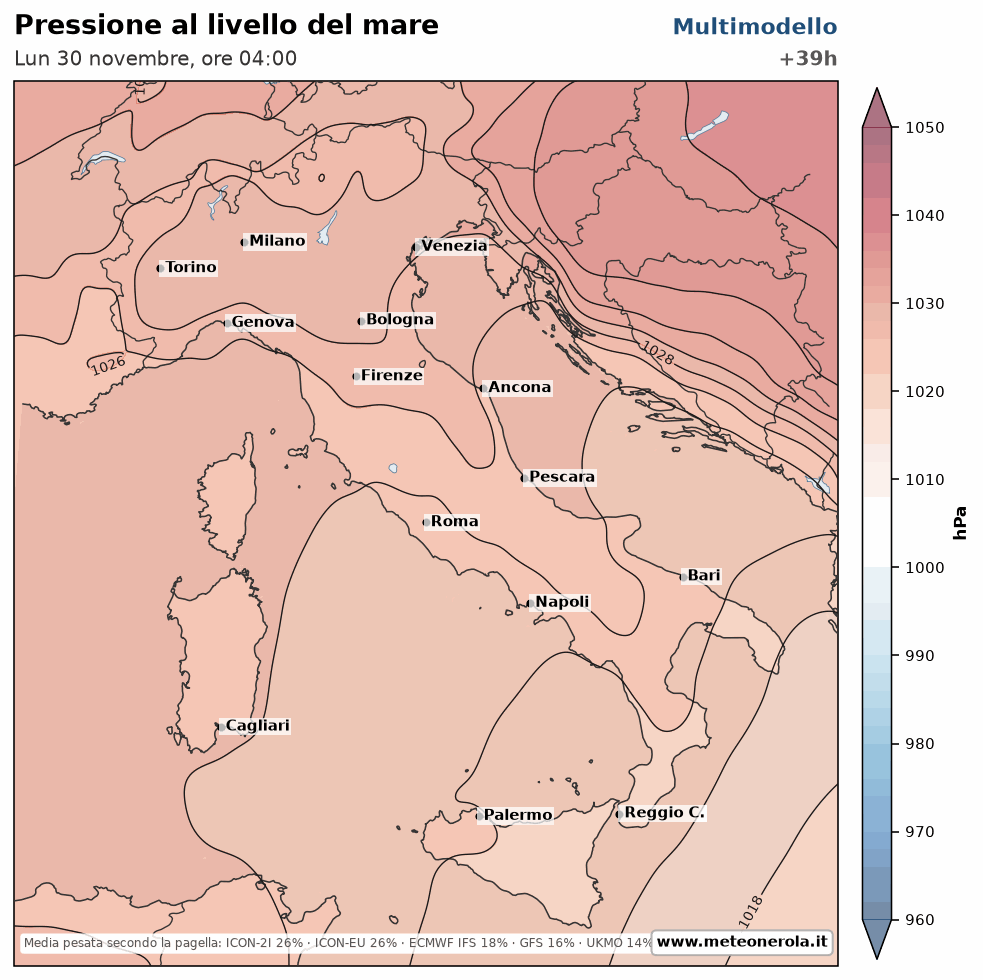 Pressione al livello del mare
Multimodello
Lun 30 novembre, ore 04:00
+39h
1050
1040
1030
1020
1010
1000
990
980
970
960
hPa
Milano
Venezia
Torino
Genova
Bologna
1028
1026
Firenze
Ancona
Pescara
Roma
Bari
Napoli
Cagliari
Palermo
Reggio C.
1018
Media pesata secondo la pagella: ICON-2I 26% · ICON-EU 26% · ECMWF IFS 18% · GFS 16% · UKMO 14%
www.meteonerola.it